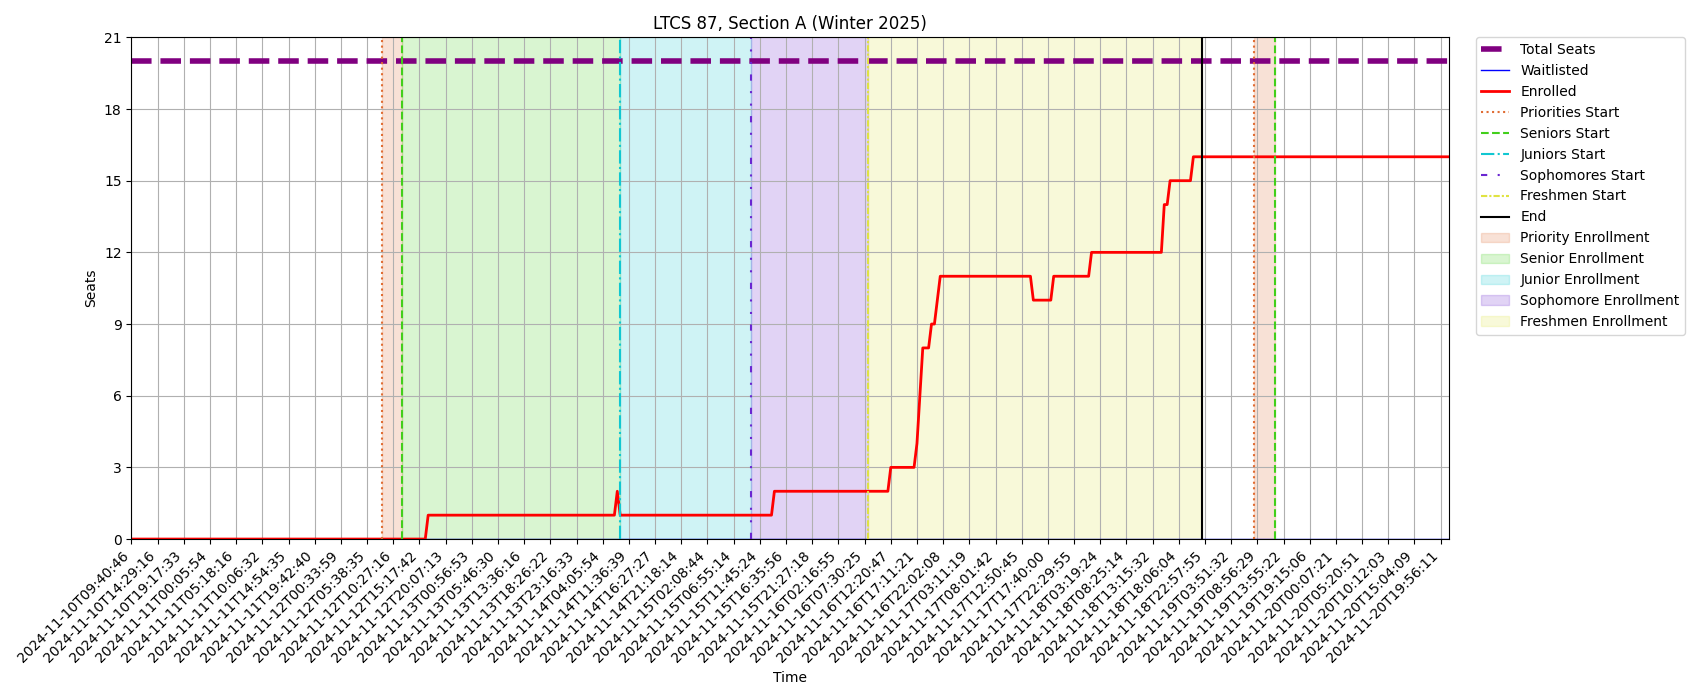 LTCS 87, Section A (Winter 2025)
21
18
15
12
9
6
3
0
Seats
2024-11-10T09:40:46
2024-11-10T14:29:16
2024-11-10T19:17:33
2024-11-11T00:05:54
2024-11-11T05:18:16
2024-11-11T10:06:32
2024-11-11T14:54:35
2024-11-11T19:42:40
2024-11-12T00:33:59
2024-11-12T05:38:35
2024-11-12T10:27:16
2024-11-12T15:17:42
2024-11-12T20:07:13
2024-11-13T00:56:53
2024-11-13T05:46:30
2024-11-13T13:36:16
2024-11-13T18:26:22
2024-11-13T23:16:33
2024-11-14T04:05:54
2024-11-14T11:36:39
2024-11-14T16:27:27
2024-11-14T21:18:14
2024-11-15T02:08:44
2024-11-15T06:55:14
2024-11-15T11:45:24
2024-11-15T16:35:56
2024-11-15T21:27:18
2024-11-16T02:16:55
2024-11-16T07:30:25
2024-11-16T12:20:47
2024-11-16T17:11:21
2024-11-16T22:02:08
2024-11-17T03:11:19
2024-11-17T08:01:42
2024-11-17T12:50:45
2024-11-17T17:40:00
2024-11-17T22:29:55
2024-11-18T03:19:24
2024-11-18T08:25:14
2024-11-18T13:15:32
2024-11-18T18:06:04
2024-11-18T22:57:55
2024-11-19T03:51:32
2024-11-19T08:56:29
2024-11-19T13:55:22
2024-11-19T19:15:06
2024-11-20T00:07:21
2024-11-20T05:20:51
2024-11-20T10:12:03
2024-11-20T15:04:09
2024-11-20T19:56:11
Time
Total Seats
Waitlisted
Enrolled
Priorities Start
Seniors Start
Juniors Start
Sophomores Start
Freshmen Start
End
Priority Enrollment
Senior Enrollment
Junior Enrollment
Sophomore Enrollment
Freshmen Enrollment